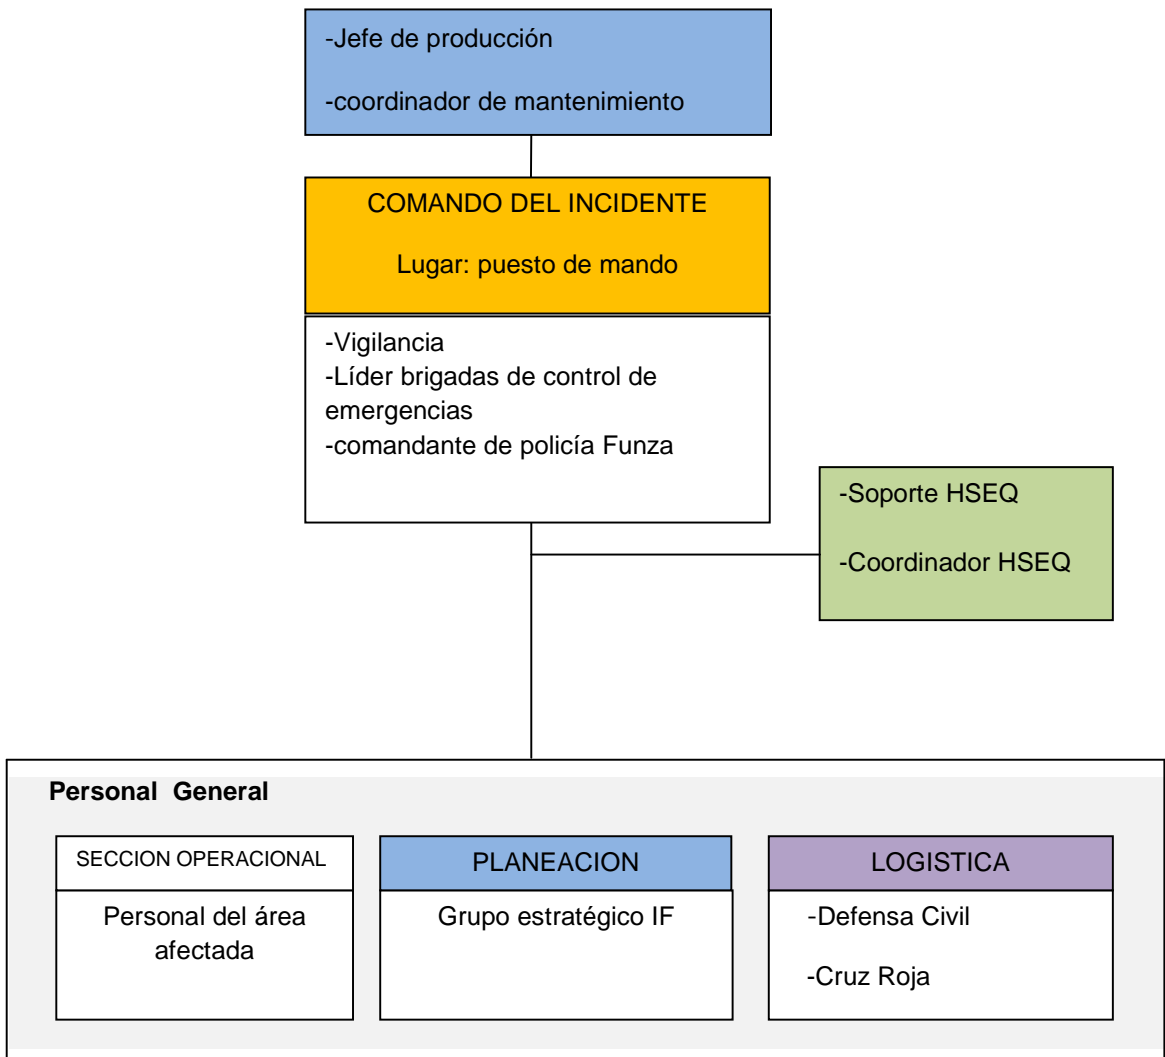 -Jefe de producción
-coordinador de mantenimiento
COMANDO DEL INCIDENTE
Lugar: puesto de mando
-Vigilancia
-Líder brigadas de control de
emergencias
-comandante de policía Funza
-Soporte HSEQ
-Coordinador HSEQ
Personal General
SECCION OPERACIONAL
Personal del área
afectada
PLANEACION
Grupo estratégico IF
LOGISTICA
-Defensa Civil
-Cruz Roja